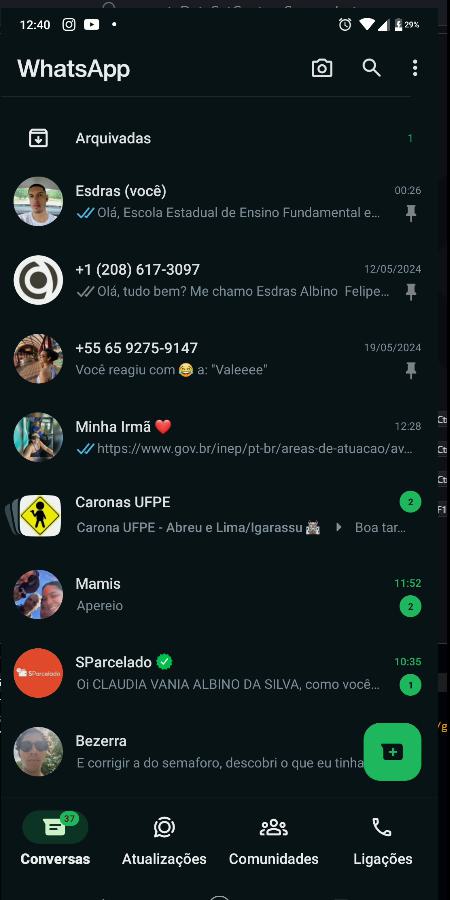 12:40
29%
WhatsApp
Arquivadas
1
Esdras (você)
00:26
Olá, Escola Estadual de Ensino Fundamental e...
+1 (208) 617-3097
12/05/2024
Olá, tudo bem? Me chamo Esdras Albino Felipe...
+55 65 9275-9147
19/05/2024
Você reagiu com 😂 a: "Valeeee"
Minha Irmã ❤️
12:28
https://www.gov.br/inep/pt-br/areas-de-atuacao/av...
Caronas UFPE
2
Carona UFPE - Abreu e Lima/Igarassu
Boa tar...
Mamis
11:52
Apereio
2
SParcelado
SParcelado
10:35
Oi CLAUDIA VANIA ALBINO DA SILVA, como você...
1
Bezerra
E corrigir a do semaforo, descobri o que eu tinha
37
Conversas
Atualizações
Comunidades
Ligações